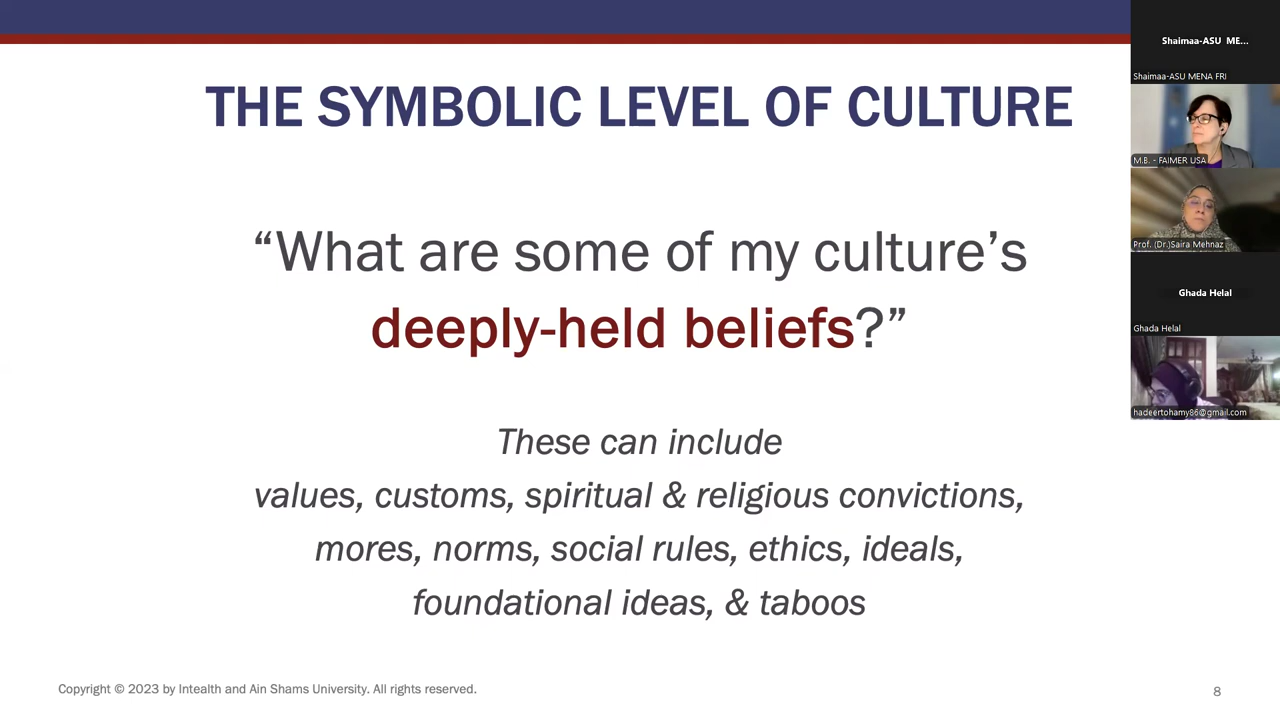 THE SYMBOLIC LEVEL OF CULTURE
“What are some of my culture’s
deeply-held beliefs?”
These can include
values, customs, spiritual & religious convictions,
mores, norms, social rules, ethics, ideals,
foundational ideas, & taboos
Copyright © 2023 by Intealth and Ain Shams University. All rights reserved.
8
Shaimaa-ASU ME...
Shaimaa-ASU MENA FRI
M.B. - FAIMER USA
Prof. (Dr.)Saira Mehnaz
Ghada Helal
Ghada Helal
hadeertohamy86@gmail.com